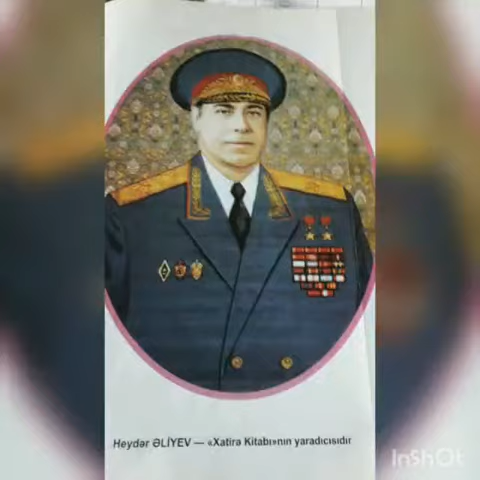 Heydər ƏLİYEV — «Xatirə Kitabı»nın yaradıcısıdır
InShOt